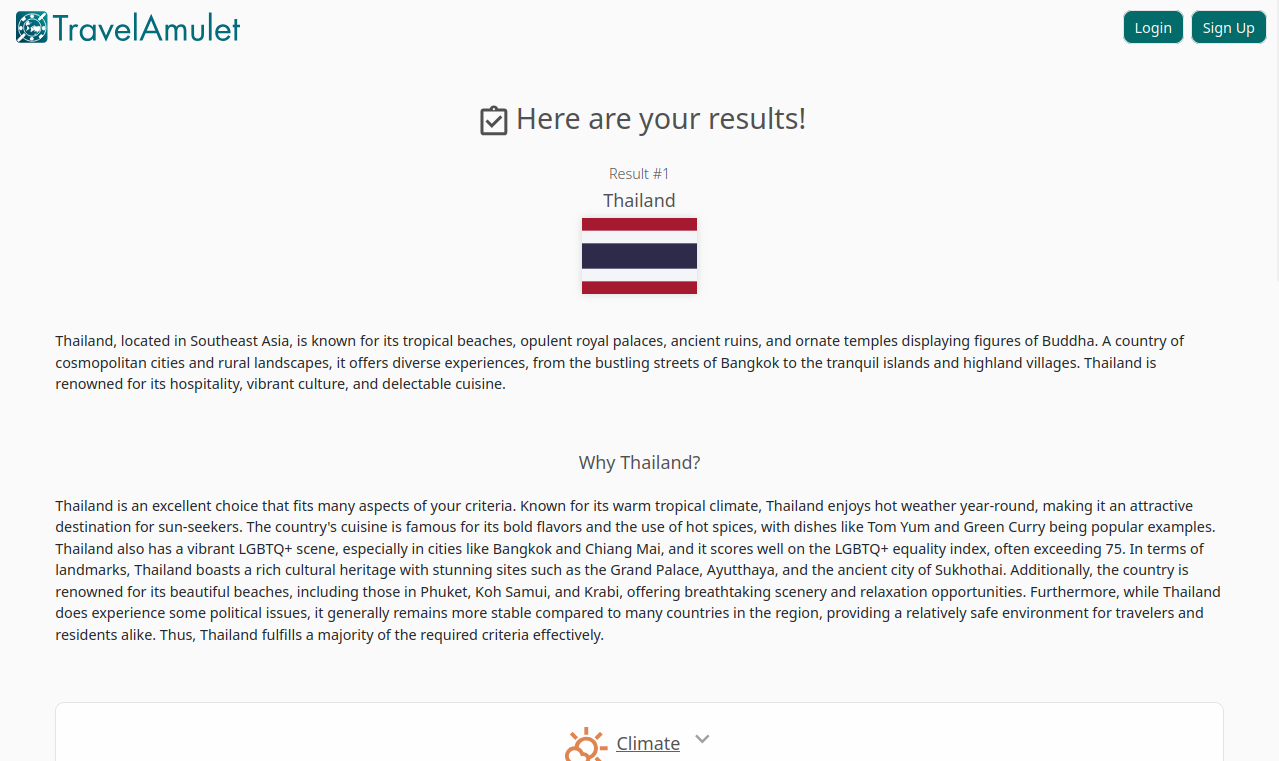 TravelAmulet
Login
Sign Up
Here are your results!
Result #1
Thailand
Thailand, located in Southeast Asia, is known for its tropical beaches, opulent royal palaces, ancient ruins, and ornate temples displaying figures of Buddha. A country of
cosmopolitan cities and rural landscapes, it offers diverse experiences, from the bustling streets of Bangkok to the tranquil islands and highland villages. Thailand is
renowned for its hospitality, vibrant culture, and delectable cuisine.
Why Thailand?
Thailand is an excellent choice that fits many aspects of your criteria. Known for its warm tropical climate, Thailand enjoys hot weather year-round, making it an attractive
destination for sun-seekers. The country's cuisine is famous for its bold flavors and the use of hot spices, with dishes like Tom Yum and Green Curry being popular examples.
Thailand also has a vibrant LGBTQ+ scene, especially in cities like Bangkok and Chiang Mai, and it scores well on the LGBTQ+ equality index, often exceeding 75. In terms of
landmarks, Thailand boasts a rich cultural heritage with stunning sites such as the Grand Palace, Ayutthaya, and the ancient city of Sukhothai. Additionally, the country is
renowned for its beautiful beaches, including those in Phuket, Koh Samui, and Krabi, offering breathtaking scenery and relaxation opportunities. Furthermore, while Thailand
does experience some political issues, it generally remains more stable compared to many countries in the region, providing a relatively safe environment for travelers and
residents alike. Thus, Thailand fulfills a majority of the required criteria effectively.
Climate